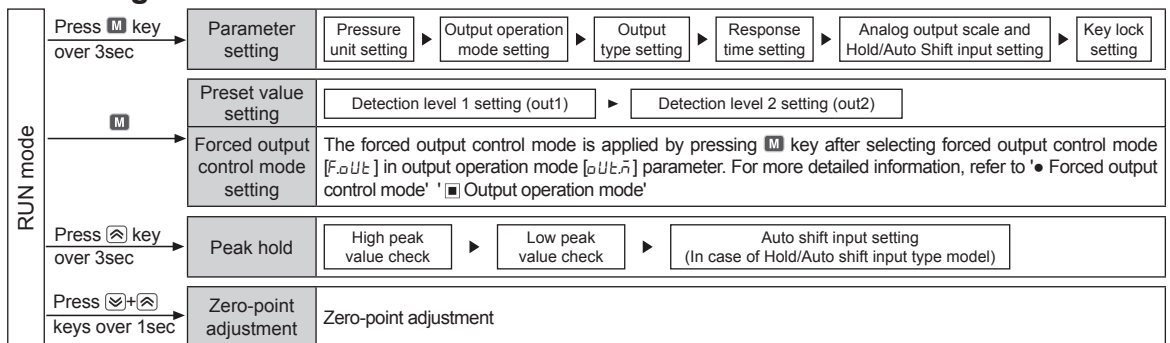 RUN mode
Press M key
over 3sec
Parameter
setting
Pressure
unit setting
Output operation
mode setting
Output
type setting
Response
time setting
Analog output scale and
Hold/Auto Shift input setting
Key lock
setting
M
Preset value
setting
Detection level 1 setting (out1)
Detection level 2 setting (out2)
Forced output
control mode
setting
The forced output control mode is applied by pressing M key after selecting forced output control mode
[F.oUt] in output operation mode [oUt.m] parameter. For more detailed information, refer to '● Forced output
control mode' '▣ Output operation mode'
Press key
over 3sec
Peak hold
High peak
value check
Low peak
value check
Auto shift input setting
(In case of Hold/Auto shift input type model)
Press +
keys over 1sec
Zero-point
adjustment
Zero-point adjustment